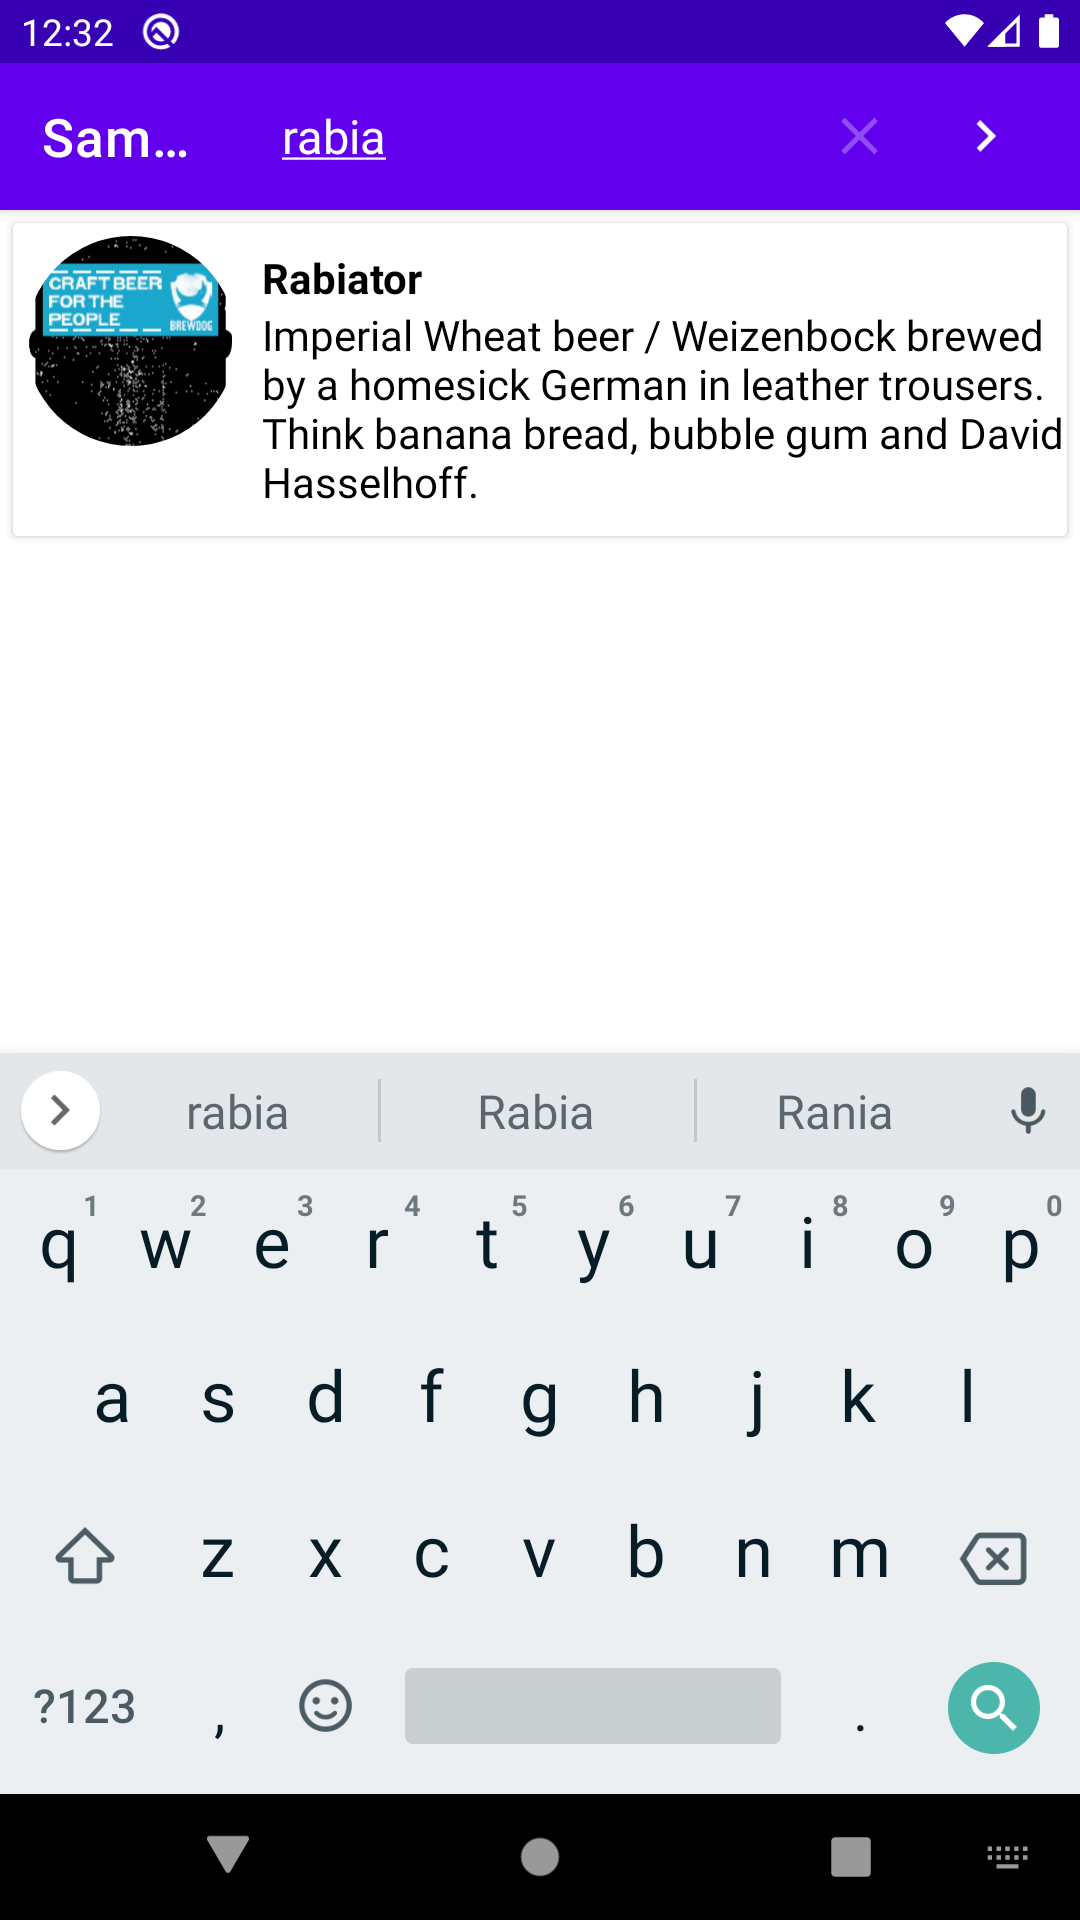 12:32
Sam... rabia
CRAFT BEER
FOR THE
PEOPLE
BREWDOG
Rabiator
Imperial Wheat beer / Weizenbock brewed
by a homesick German in leather trousers.
Think banana bread, bubble gum and David
Hasselhoff.
rabia Rabia Rania
1 2 3 4 5 6 7 8 9 0
q w e r t y u i o p
a s d f g h j k l
z x c v b n m
?123 , .